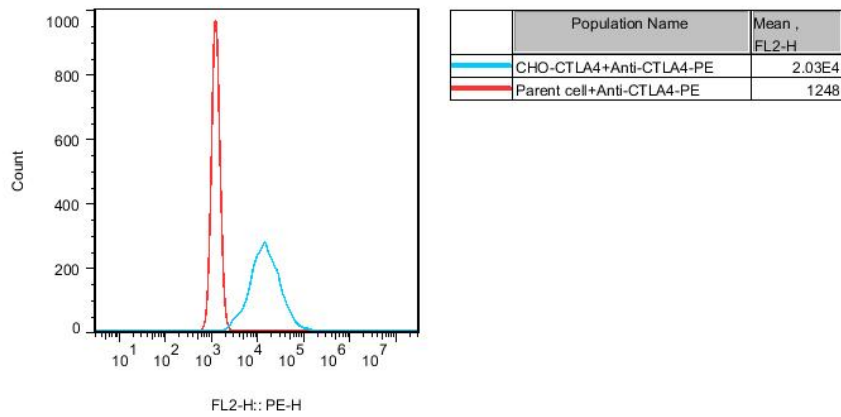 1000
800
600
400
200
0
Count
10^1 10^2 10^3 10^4 10^5 10^6 10^7
FL2-H:: PE-H
Population Name Mean , FL2-H
CHO-CTLA4+Anti-CTLA4-PE 2.03E4
Parent cell+Anti-CTLA4-PE 1248